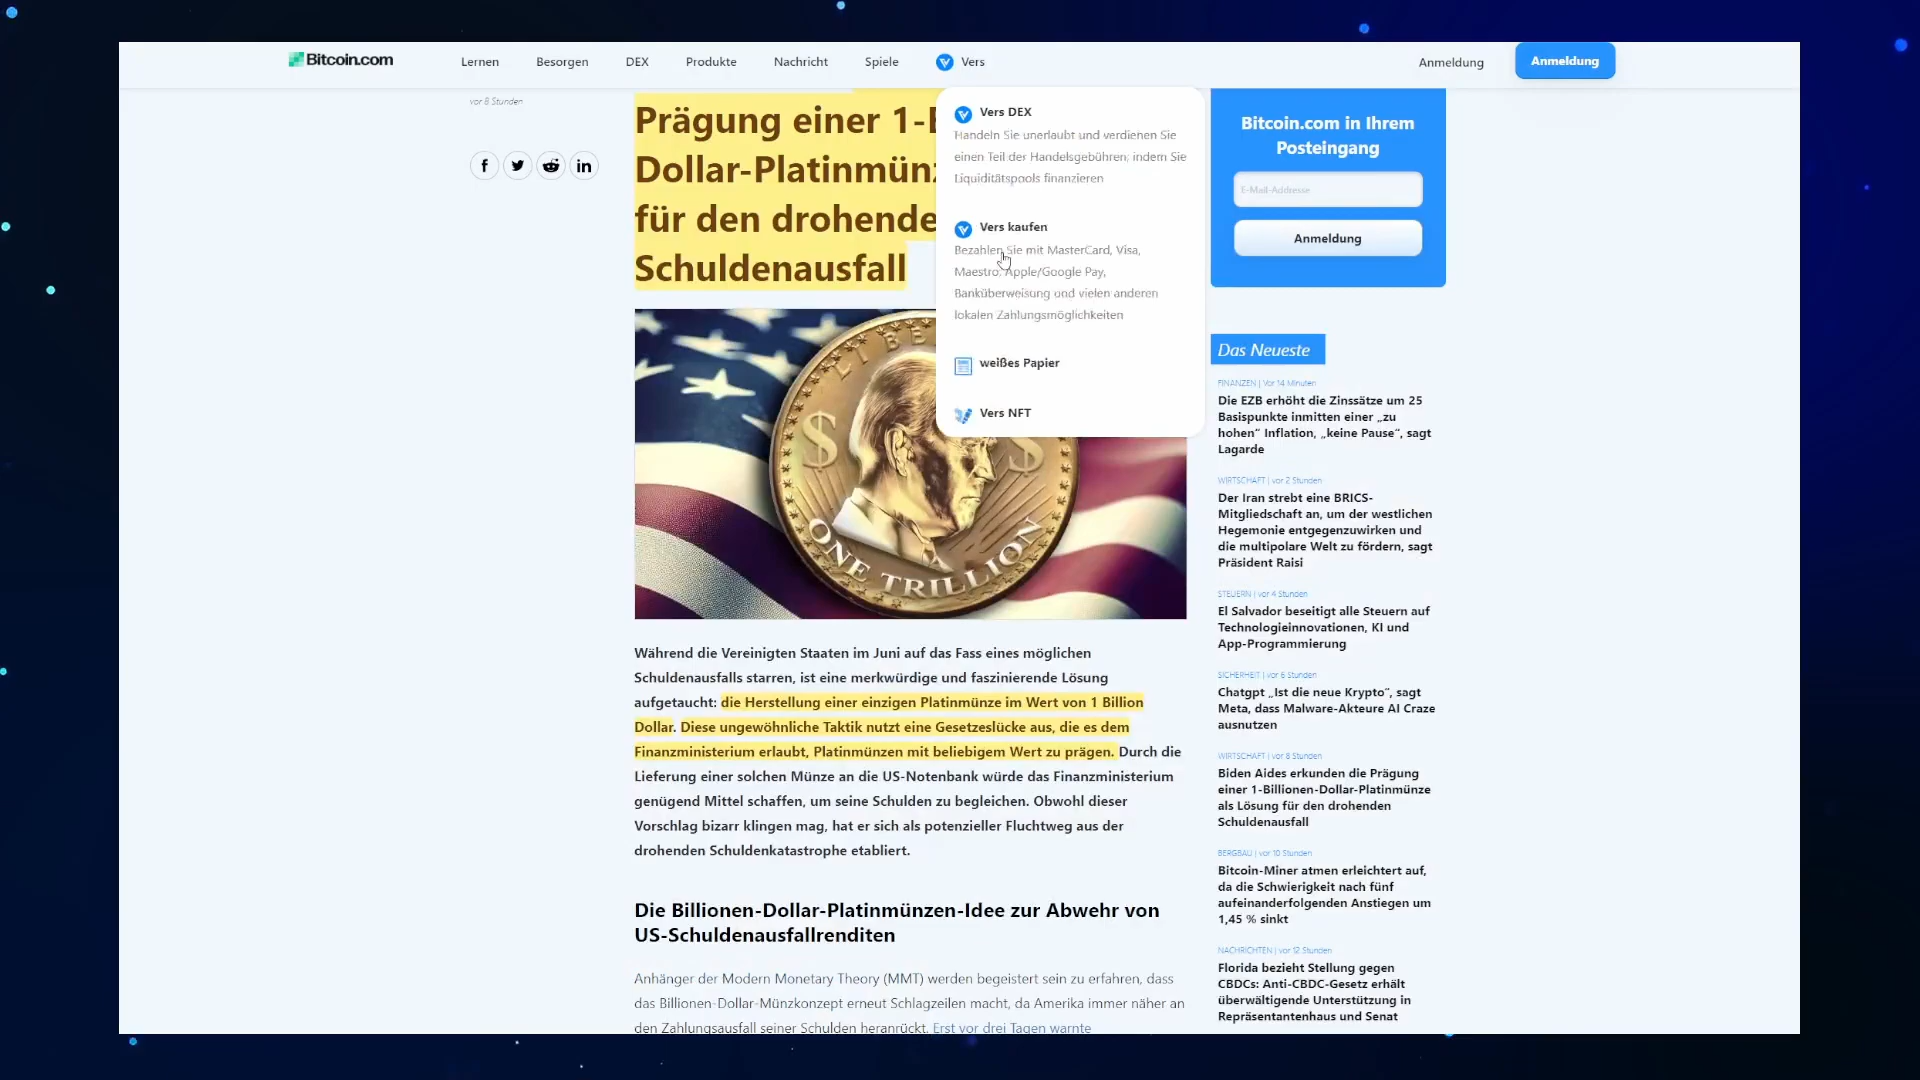 Bitcoin.com
Lernen
Besorgen
DEX
Produkte
Nachricht
Spiele
Vers
Anmeldung
Anmeldung
vor 8 Stunden
Prägung einer 1-
Dollar-Platinmün
für den drohende
Schuldenausfall
Vers DEX
Handeln Sie unerlaubt und verdienen Sie
einen Teil der Handelsgebühren; indem Sie
Liquiditätspools finanzieren
Vers kaufen
Bezahlen Sie mit MasterCard, Visa,
Maestro. Apple/Google Pay,
Banküberweisung und vielen anderen
lokalen Zahlungsmöglichkeiten
weißes Papier
Vers NFT
LIBE
ONE TRILLION
Während die Vereinigten Staaten im Juni auf das Fass eines möglichen
Schuldenausfalls starren, ist eine merkwürdige und faszinierende Lösung
aufgetaucht: die Herstellung einer einzigen Platinmünze im Wert von 1 Billion
Dollar. Diese ungewöhnliche Taktik nutzt eine Gesetzeslücke aus, die es dem
Finanzministerium erlaubt, Platinmünzen mit beliebigem Wert zu prägen. Durch die
Lieferung einer solchen Münze an die US-Notenbank würde das Finanzministerium
genügend Mittel schaffen, um seine Schulden zu begleichen. Obwohl dieser
Vorschlag bizarr klingen mag, hat er sich als potenzieller Fluchtweg aus der
drohenden Schuldenkatastrophe etabliert.
Die Billionen-Dollar-Platinmünzen-Idee zur Abwehr von
US-Schuldenausfallrenditen
Anhänger der Modern Monetary Theory (MMT) werden begeistert sein zu erfahren, dass
das Billionen-Dollar-Münzkonzept erneut Schlagzeilen macht, da Amerika immer näher an
den Zahlungsausfall seiner Schulden heranrückt. Erst vor drei Tagen warnte
Bitcoin.com in Ihrem
Posteingang
E-Mail-Addresse
Anmeldung
Das Neueste
FINANZEN | Vor 14 Minuten
Die EZB erhöht die Zinssätze um 25
Basispunkte inmitten einer „zu
hohen“ Inflation, „keine Pause“, sagt
Lagarde
WIRTSCHAFT | vor 2 Stunden
Der Iran strebt eine BRICS-
Mitgliedschaft an, um der westlichen
Hegemonie entgegenzuwirken und
die multipolare Welt zu fördern, sagt
Präsident Raisi
STEUERN | vor 4 Stunden
El Salvador beseitigt alle Steuern auf
Technologieinnovationen, KI und
App-Programmierung
SICHERHEIT | vor 6 Stunden
Chatgpt „Ist die neue Krypto“, sagt
Meta, dass Malware-Akteure AI Craze
ausnutzen
WIRTSCHAFT | vor 8 Stunden
Biden Aides erkunden die Prägung
einer 1-Billionen-Dollar-Platinmünze
als Lösung für den drohenden
Schuldenausfall
BERGBAU | vor 10 Stunden
Bitcoin-Miner atmen erleichtert auf,
da die Schwierigkeit nach fünf
aufeinanderfolgenden Anstiegen um
1,45 % sinkt
NACHRICHTEN | vor 12 Stunden
Florida bezieht Stellung gegen
CBDCs: Anti-CBDC-Gesetz erhält
überwältigende Unterstützung in
Repräsentantenhaus und Senat